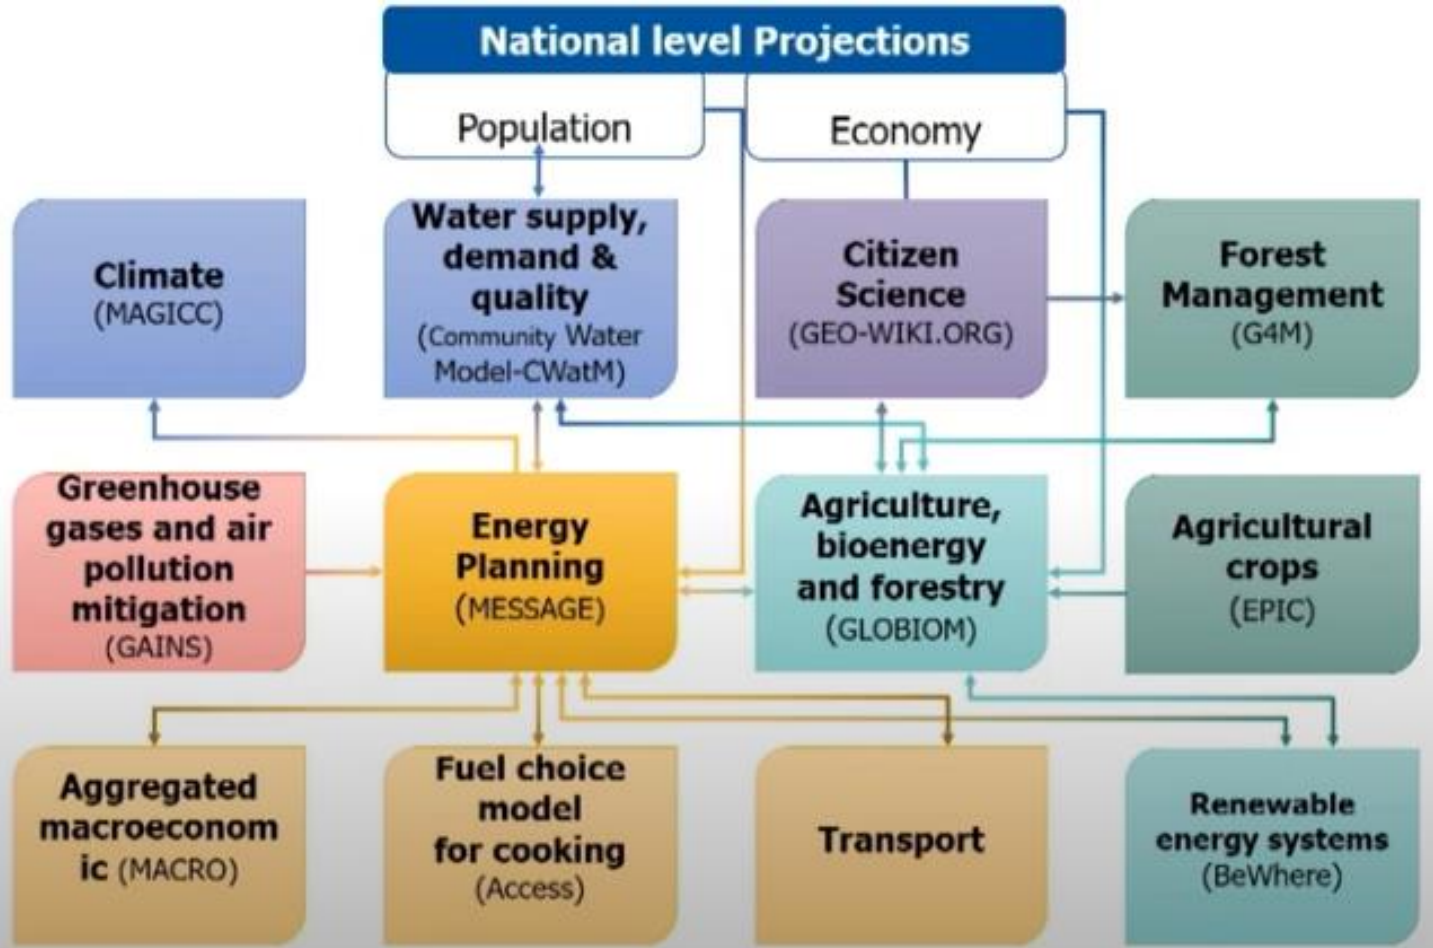 National level Projections
Population
Economy
Climate
(MAGICC)
Water supply,
demand &
quality
(Community Water
Model-CWatM)
Citizen
Science
(GEO-WIKI.ORG)
Forest
Management
(G4M)
Greenhouse
gases and air
pollution
mitigation
(GAINS)
Energy
Planning
(MESSAGE)
Agriculture,
bioenergy
and forestry
(GLOBIOM)
Agricultural
crops
(EPIC)
Aggregated
macroeconom
ic (MACRO)
Fuel choice
model
for cooking
(Access)
Transport
Renewable
energy systems
(BeWhere)